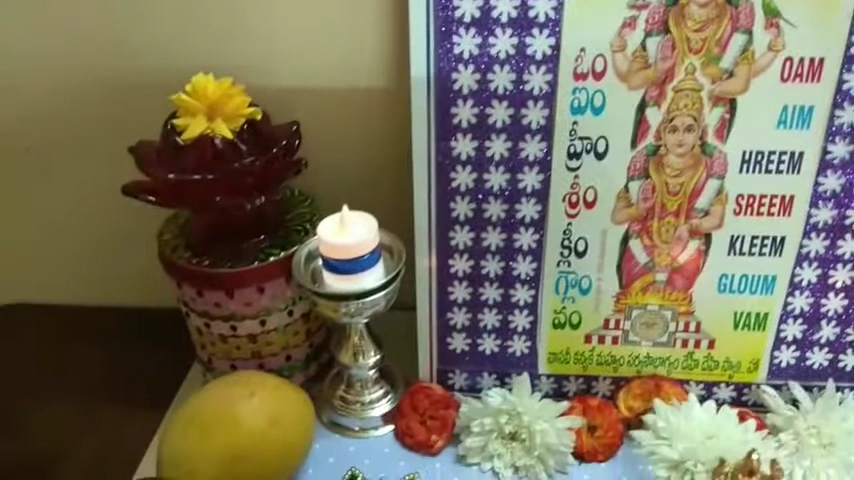 ఓం
OAM
ఐం
AIM
హ్రీం
HREEM
శ్రీం
SREEM
క్లీం
KLEEM
గ్లౌం
GLOUM
వం
VAM